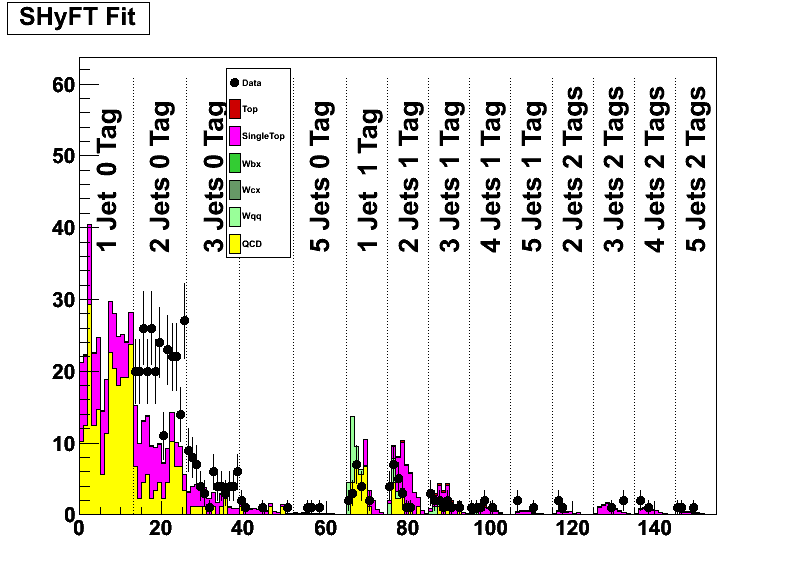 SHyFT Fit
60
50
40
30
20
10
0
1 Jet 0 Tag
2 Jets 0 Tag
3 Jets 0 Tag
5 Jets 0 Tag
1 Jet 1 Tag
2 Jets 1 Tag
3 Jets 1 Tag
4 Jets 1 Tag
5 Jets 1 Tag
2 Jets 2 Tags
3 Jets 2 Tags
4 Jets 2 Tags
5 Jets 2 Tags
Data
Top
SingleTop
Wbx
Wcx
Wqq
QCD
0 20 40 60 80 100 120 140